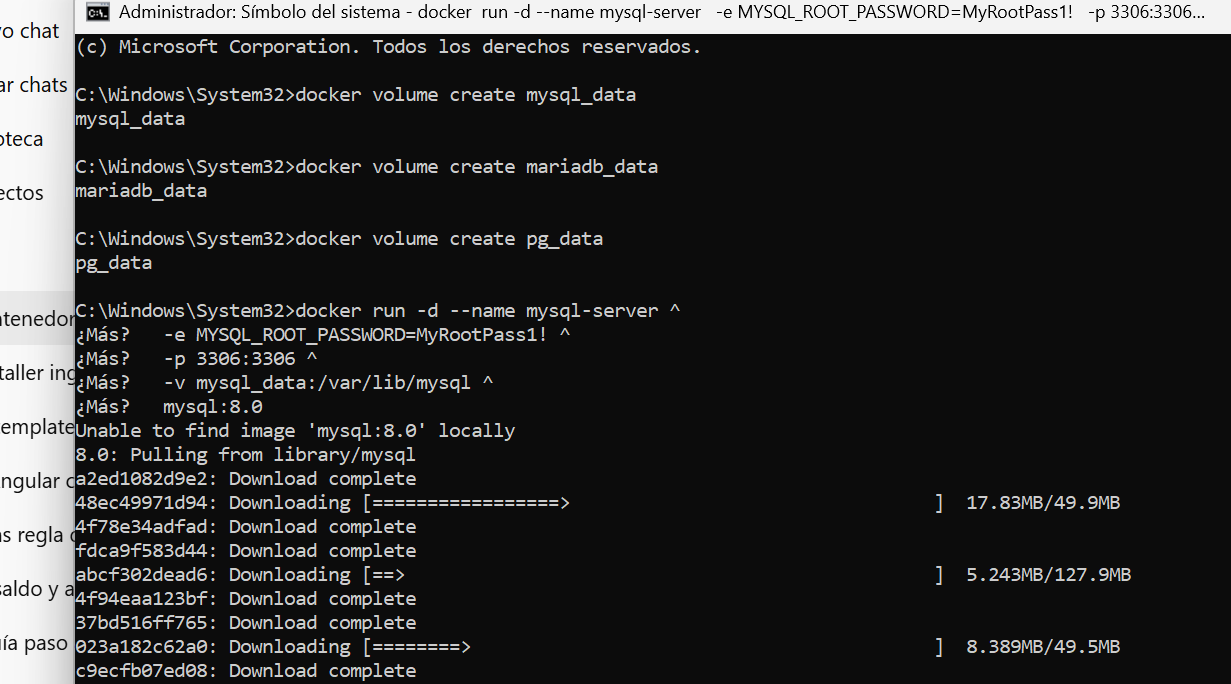 Administrador: Símbolo del sistema - docker  run -d --name mysql-server   -e MYSQL_ROOT_PASSWORD=MyRootPass1!   -p 3306:3306...
(c) Microsoft Corporation. Todos los derechos reservados.
C:\Windows\System32>docker volume create mysql_data
mysql_data
C:\Windows\System32>docker volume create mariadb_data
mariadb_data
C:\Windows\System32>docker volume create pg_data
pg_data
C:\Windows\System32>docker run -d --name mysql-server ^
¿Más?   -e MYSQL_ROOT_PASSWORD=MyRootPass1! ^
¿Más?   -p 3306:3306 ^
¿Más?   -v mysql_data:/var/lib/mysql ^
¿Más?   mysql:8.0
Unable to find image 'mysql:8.0' locally
8.0: Pulling from library/mysql
a2ed1082d9e2: Download complete
48ec49971d94: Downloading [=================>                                 ]  17.83MB/49.9MB
4f78e34adfad: Download complete
fdca9f583d44: Download complete
abcf302dead6: Downloading [==>                                                ]  5.243MB/127.9MB
4f94eaa123bf: Download complete
37bd516ff765: Download complete
023a182c62a0: Downloading [========>                                          ]  8.389MB/49.5MB
c9ecfb07ed08: Download complete
vo chat
ar chats
oteca
ectos
ntenedor
taller ing
emplate
ngular c
as regla
saldo y a
ía paso